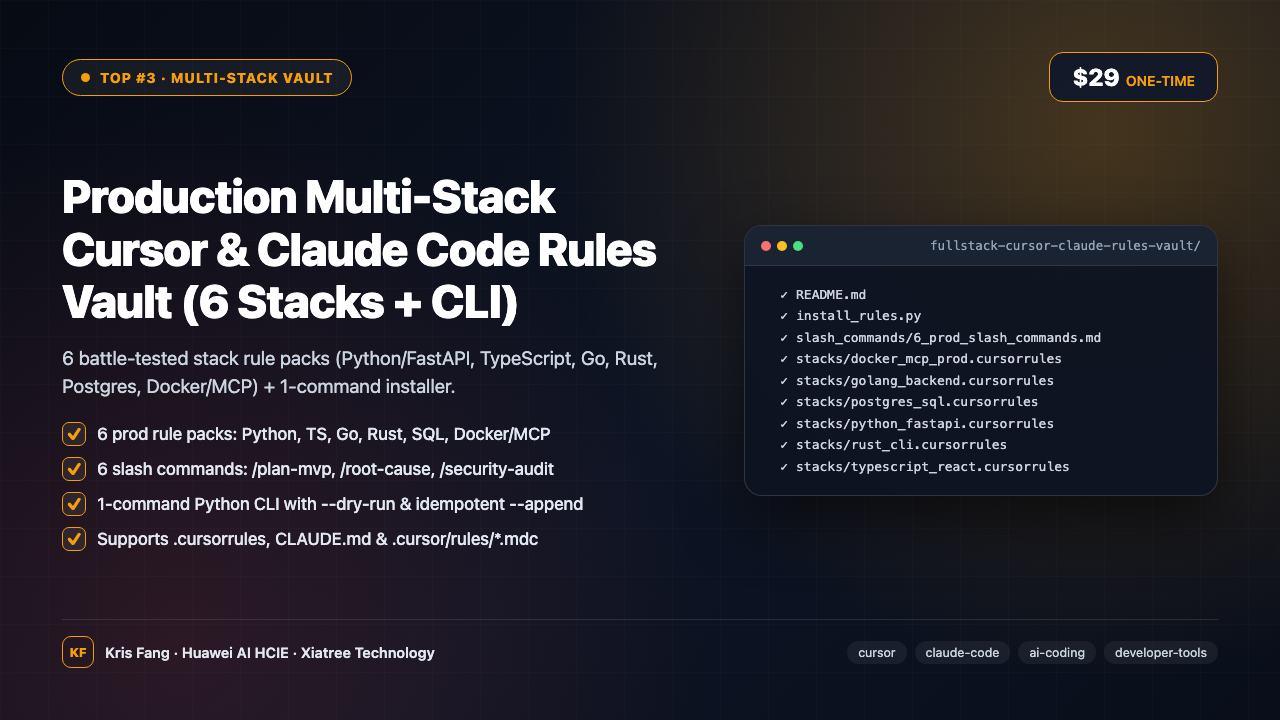 TOP #3 · MULTI-STACK VAULT
$29 ONE-TIME
Production Multi-Stack
Cursor & Claude Code Rules
Vault (6 Stacks + CLI)
6 battle-tested stack rule packs (Python/FastAPI, TypeScript, Go, Rust,
Postgres, Docker/MCP) + 1-command installer.
✓ 6 prod rule packs: Python, TS, Go, Rust, SQL, Docker/MCP
✓ 6 slash commands: /plan-mvp, /root-cause, /security-audit
✓ 1-command Python CLI with --dry-run & idempotent --append
✓ Supports .cursorrules, CLAUDE.md & .cursor/rules/*.mdc
fullstack-cursor-claude-rules-vault/
✓ README.md
✓ install_rules.py
✓ slash_commands/6_prod_slash_commands.md
✓ stacks/docker_mcp_prod.cursorrules
✓ stacks/golang_backend.cursorrules
✓ stacks/postgres_sql.cursorrules
✓ stacks/python_fastapi.cursorrules
✓ stacks/rust_cli.cursorrules
✓ stacks/typescript_react.cursorrules
KF Kris Fang · Huawei AI HCIE · Xiatree Technology
cursor claude-code ai-coding developer-tools